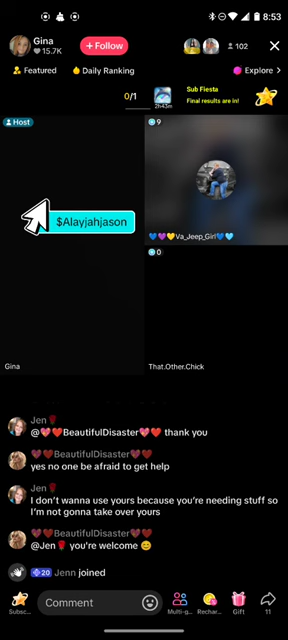 8:53
Gina
15.7K
+ Follow
102
Featured
Daily Ranking
Explore >
0/1
2h43m
Sub Fiesta
Final results are in!
Host
9
$Alayjahjason
💙💜💛Va_Jeep_Girl💙🩵
0
Gina
That.Other.Chick
Jen🌹
@💖❤️BeautifulDisaster💖❤️ thank you
💔❤️BeautifulDisaster💔❤️
yes no one be afraid to get help
Jen🌹
I don't wanna use yours because you're needing stuff so
I'm not gonna take over yours
💔❤️BeautifulDisaster💔❤️
@Jen🌹 you're welcome 😊
20 Jenn joined
Subsc...
Comment
Multi-g...
Rechar...
Gift
11